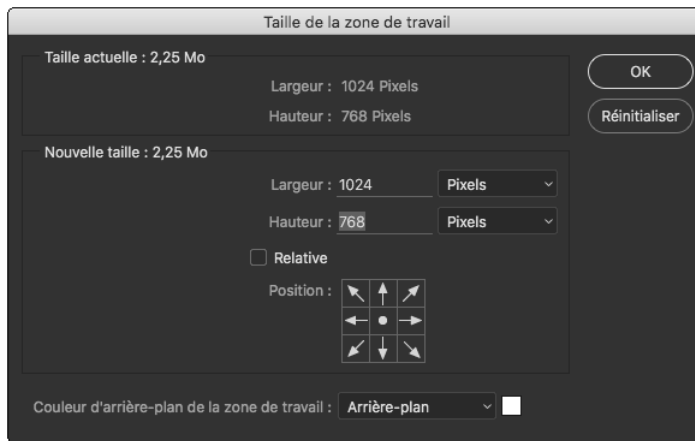 Taille de la zone de travail
Taille actuelle : 2,25 Mo
Largeur : 1024 Pixels
Hauteur : 768 Pixels
OK
Réinitialiser
Nouvelle taille : 2,25 Mo
Largeur : 1024 Pixels
Hauteur : 768 Pixels
Relative
Position :
Couleur d'arrière-plan de la zone de travail : Arrière-plan